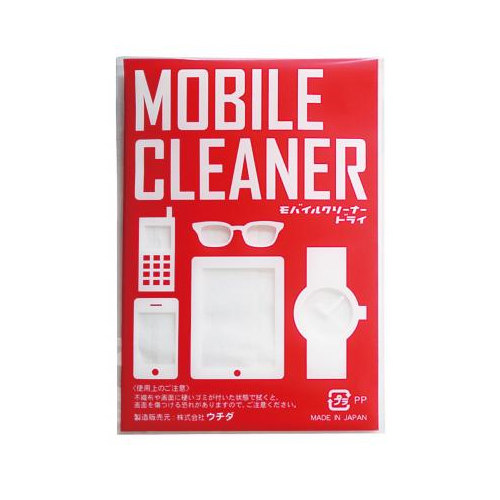 MOBILE
CLEANER
モバイルクリーナー
ドライ
〈使用上のご注意〉
不織布や画面に硬いゴミが付いた状態で拭くと、
画面を傷つける恐れがありますので、ご注意ください。
製造販売元：株式会社 ウチダ
プラ PP
MADE IN JAPAN